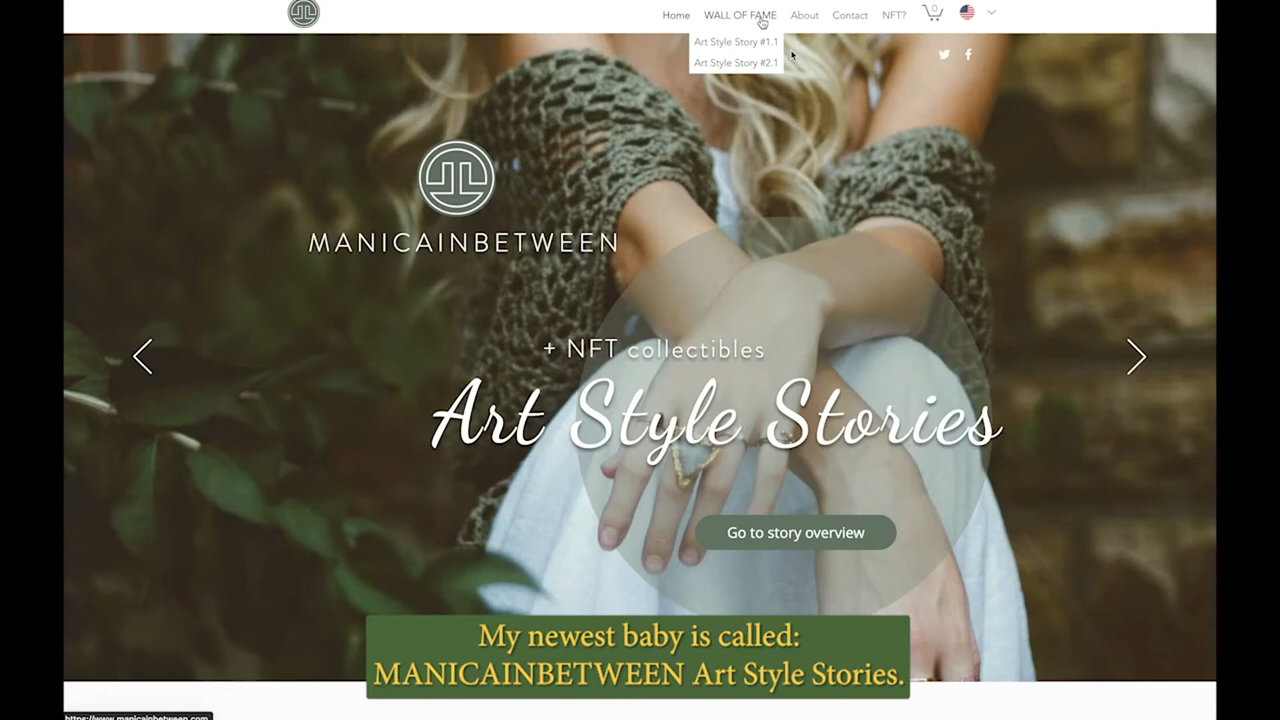 Home WALL OF FAME About Contact NFT? 0
Art Style Story #1.1
Art Style Story #2.1
MANICAINBETWEEN
+ NFT collectibles
Art Style Stories
Go to story overview
My newest baby is called:
MANICAINBETWEEN Art Style Stories.
https://www.manicainbetween.com